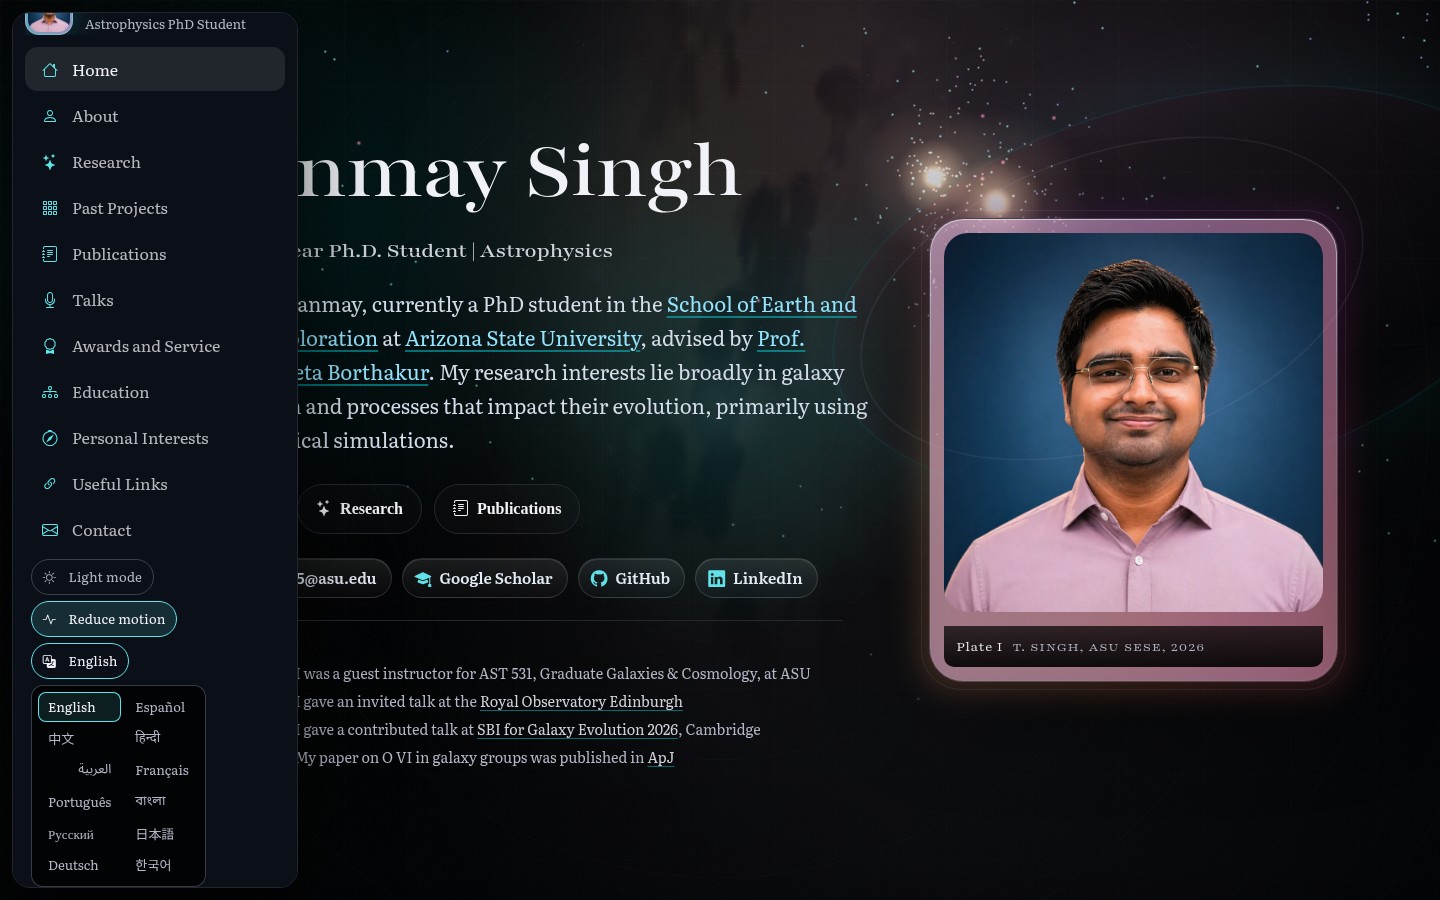 Astrophysics PhD Student
Home
About
Research
Past Projects
Publications
Talks
Awards and Service
Education
Personal Interests
Useful Links
Contact
Light mode
Reduce motion
English
English
Español
中文
हिन्दी
العربية
Français
Português
বাংলা
Русский
日本語
Deutsch
한국어
nmay Singh
ear Ph.D. Student | Astrophysics
anmay, currently a PhD student in the School of Earth and
loration at Arizona State University, advised by Prof.
eta Borthakur. My research interests lie broadly in galaxy
and processes that impact their evolution, primarily using
ical simulations.
Research
Publications
5@asu.edu
Google Scholar
GitHub
LinkedIn
I was a guest instructor for AST 531, Graduate Galaxies & Cosmology, at ASU
I gave an invited talk at the Royal Observatory Edinburgh
I gave a contributed talk at SBI for Galaxy Evolution 2026, Cambridge
My paper on O VI in galaxy groups was published in ApJ
Plate I T. SINGH, ASU SESE, 2026